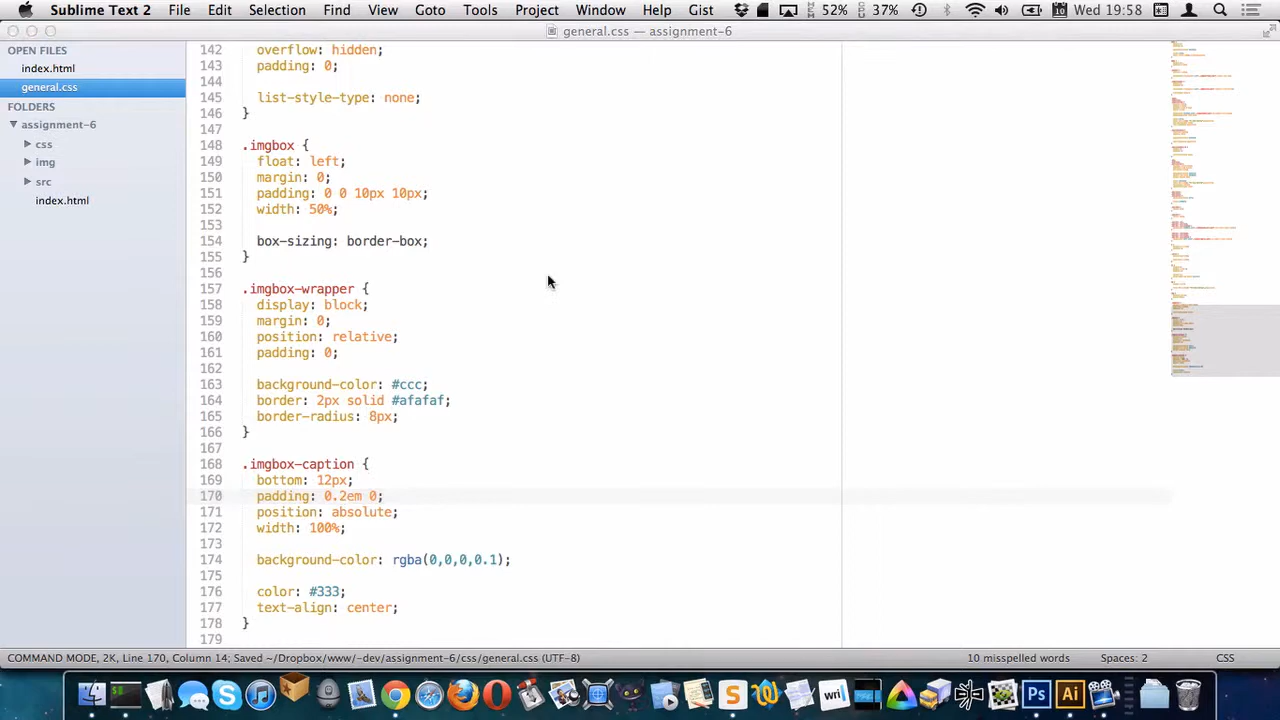 Sublime Text 2 File Edit Selection Find View Goto Tools Project Window Help Gist 52% 37% 10 Wed 19:58
general.css — assignment-6
OPEN FILES
index.html
general.css
FOLDERS
assignment-6
css
img
src
index.html
142 overflow: hidden;
143 padding: 0;
144
145 list-style-type: none;
146 }
147
148 .imgbox {
149 float: left;
150 margin: 0;
151 padding: 0 0 10px 10px;
152 width: 50%;
153
154 box-sizing: border-box;
155 }
156
157 .imgbox-wrapper {
158 display: block;
159 margin: 0;
160 position: relative;
161 padding: 0;
162
163 background-color: #ccc;
164 border: 2px solid #afafaf;
165 border-radius: 8px;
166 }
167
168 .imgbox-caption {
169 bottom: 12px;
170 padding: 0.2em 0;
171 position: absolute;
172 width: 100%;
173
174 background-color: rgba(0,0,0,0.1);
175
176 color: #333;
177 text-align: center;
178 }
179
COMMAND MODE, 2K, Line 170, Column 14; Saved ~/Dropbox/www/-dev/assignment-6/css/general.css (UTF-8) 10 misspelled words Spaces: 2 CSS
S wri Ps Ai